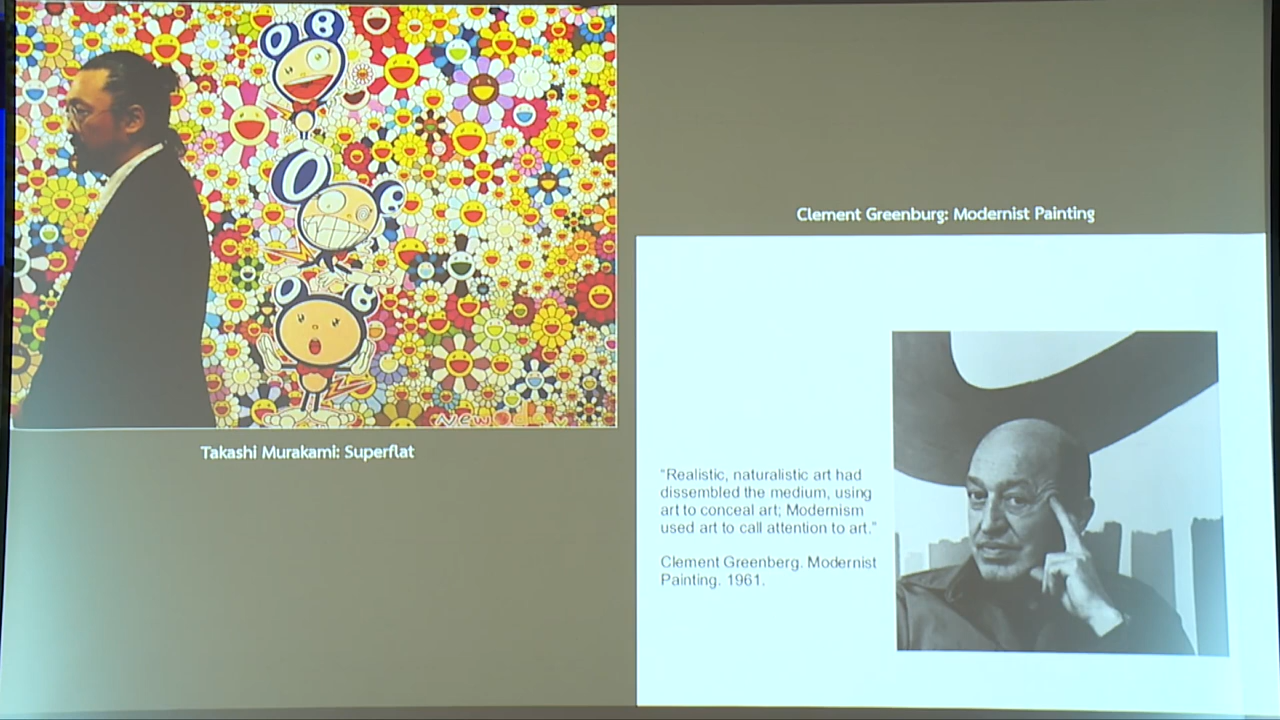 Takashi Murakami: Superflat
Clement Greenburg: Modernist Painting
"Realistic, naturalistic art had
dissembled the medium, using
art to conceal art; Modernism
used art to call attention to art."
Clement Greenberg. Modernist
Painting. 1961.